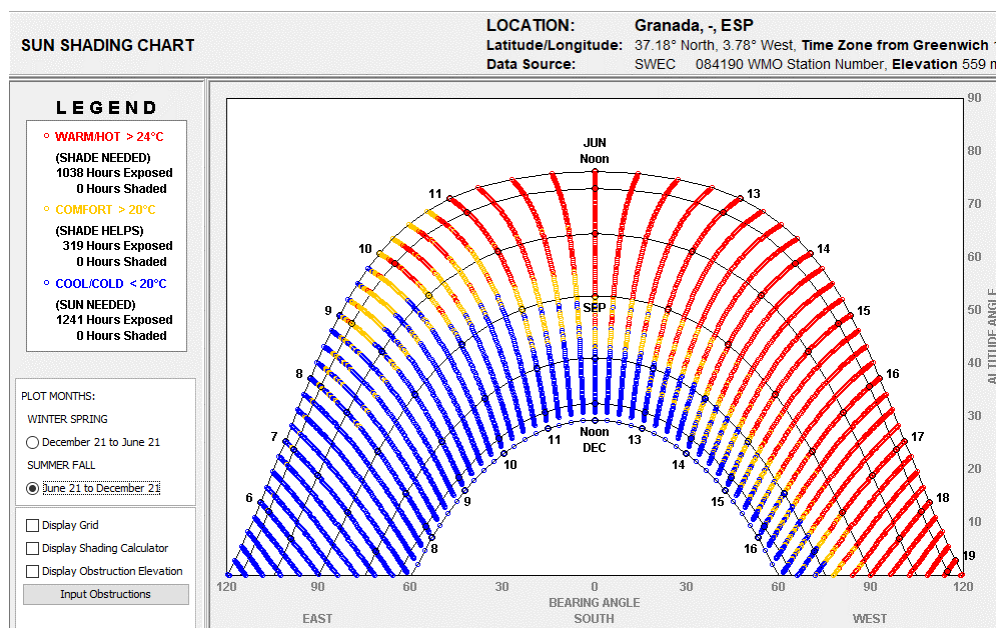 SUN SHADING CHART
LOCATION: Granada, -, ESP
Latitude/Longitude: 37.18° North, 3.78° West, Time Zone from Greenwich 1
Data Source: SWEC 084190 WMO Station Number, Elevation 559 m
LEGEND
WARM/HOT > 24°C
(SHADE NEEDED)
1038 Hours Exposed
0 Hours Shaded
COMFORT > 20°C
(SHADE HELPS)
319 Hours Exposed
0 Hours Shaded
COOL/COLD < 20°C
(SUN NEEDED)
1241 Hours Exposed
0 Hours Shaded
PLOT MONTHS:
WINTER SPRING
December 21 to June 21
SUMMER FALL
June 21 to December 21
Display Grid
Display Shading Calculator
Display Obstruction Elevation
Input Obstructions
90
80
70
60
50
40
30
20
10
ALTITUDE ANGLE
JUN
Noon
11 13
10 14
9 SEP 15
8 16
7 17
6 18
19
Noon
DEC
11 13
10 14
9 15
8 16
120 90 60 30 0 30 60 90 120
BEARING ANGLE
EAST SOUTH WEST